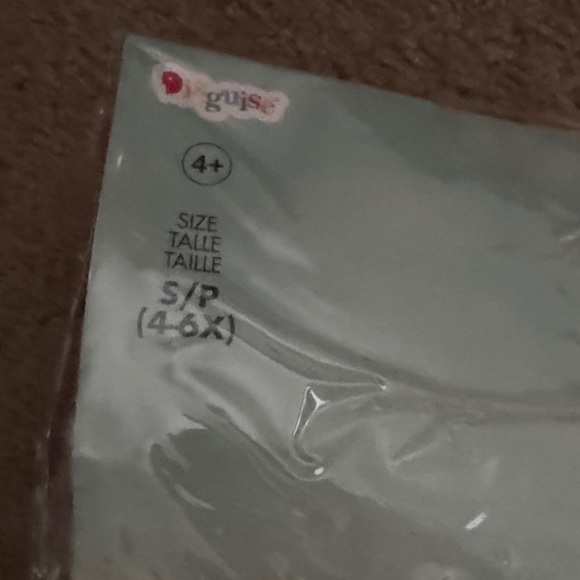 Disguise
4+
SIZE
TALLE
TAILLE
S/P
(4-6X)